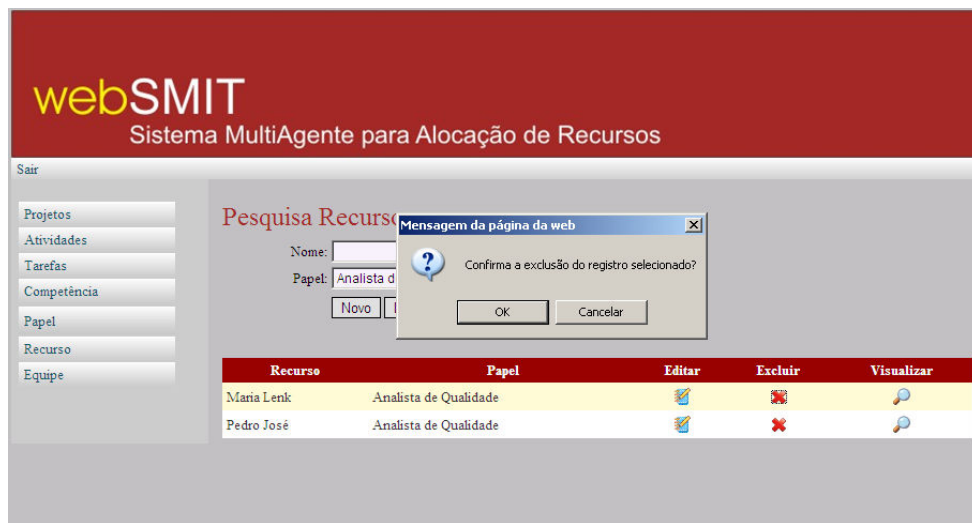 webSMIT
Sistema MultiAgente para Alocação de Recursos
Sair
Projetos
Atividades
Tarefas
Competência
Papel
Recurso
Equipe
Pesquisa Recurso
Nome:
Papel: Analista d
Novo
Mensagem da página da web
Confirma a exclusão do registro selecionado?
OK Cancelar
Recurso Papel Editar Excluir Visualizar
Maria Lenk Analista de Qualidade
Pedro José Analista de Qualidade